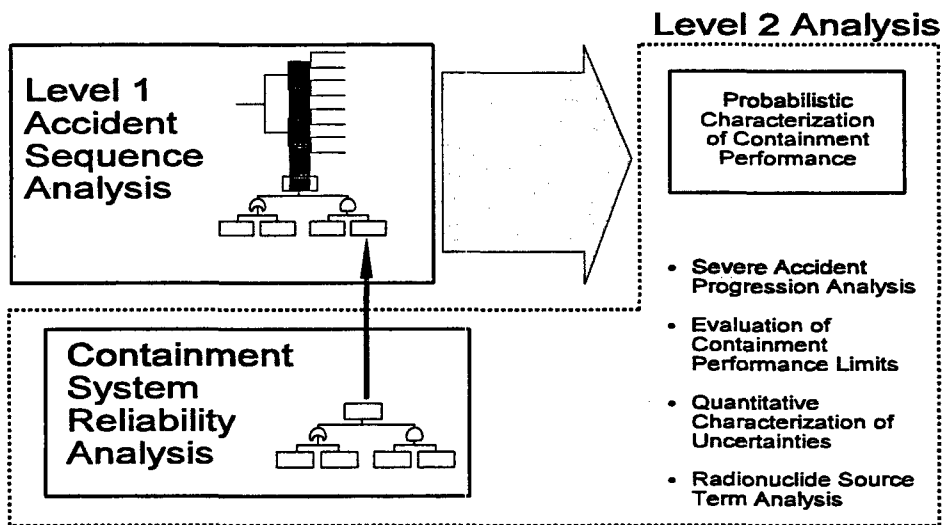 Level 2 Analysis
Level 1
Accident
Sequence
Analysis
Probabilistic
Characterization
of Containment
Performance
• Severe Accident
Progression Analysis
• Evaluation of
Containment
Performance Limits
• Quantitative
Characterization of
Uncertainties
• Radionuclide Source
Term Analysis
Containment
System
Reliability
Analysis